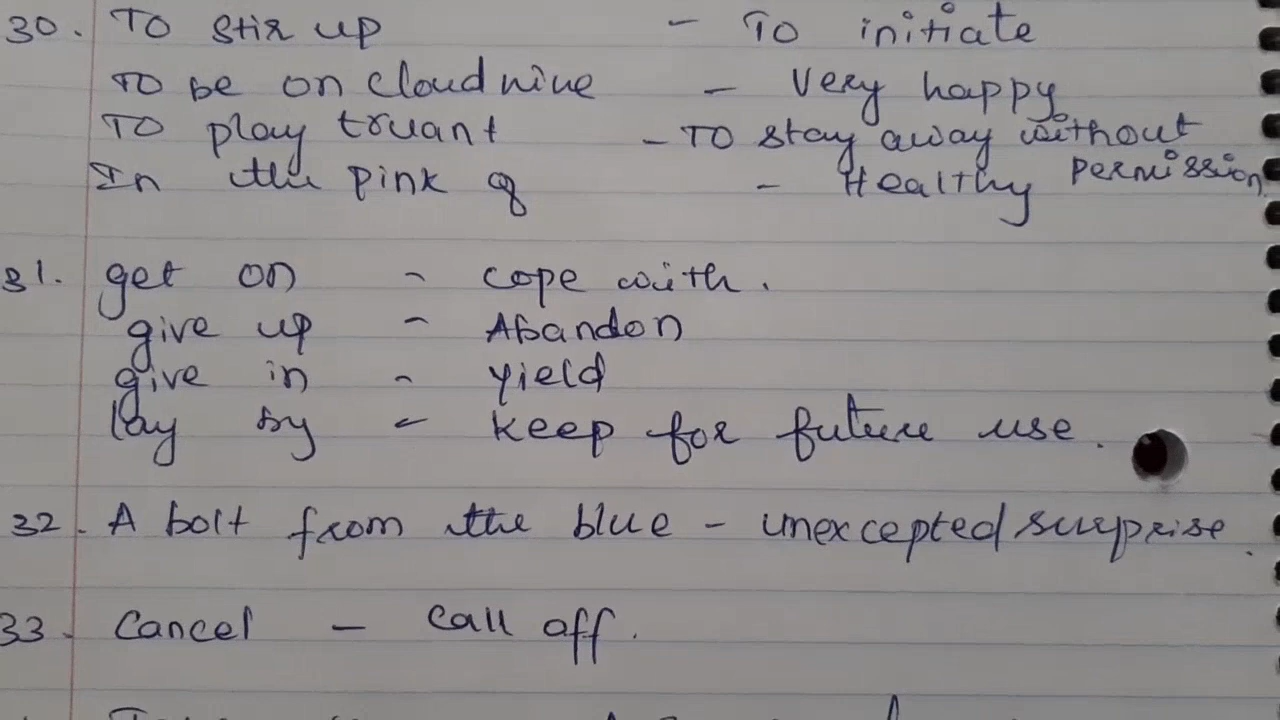 30. To stir up - To initiate
To be on cloud nine - Very happy
To play truant - To stay away without permission.
In the pink of - Healthy
31. get on - cope with.
give up - Abandon
give in - yield
lay by - keep for future use.
32. A bolt from the blue - unexcepted surprise.
33. Cancel - Call off.